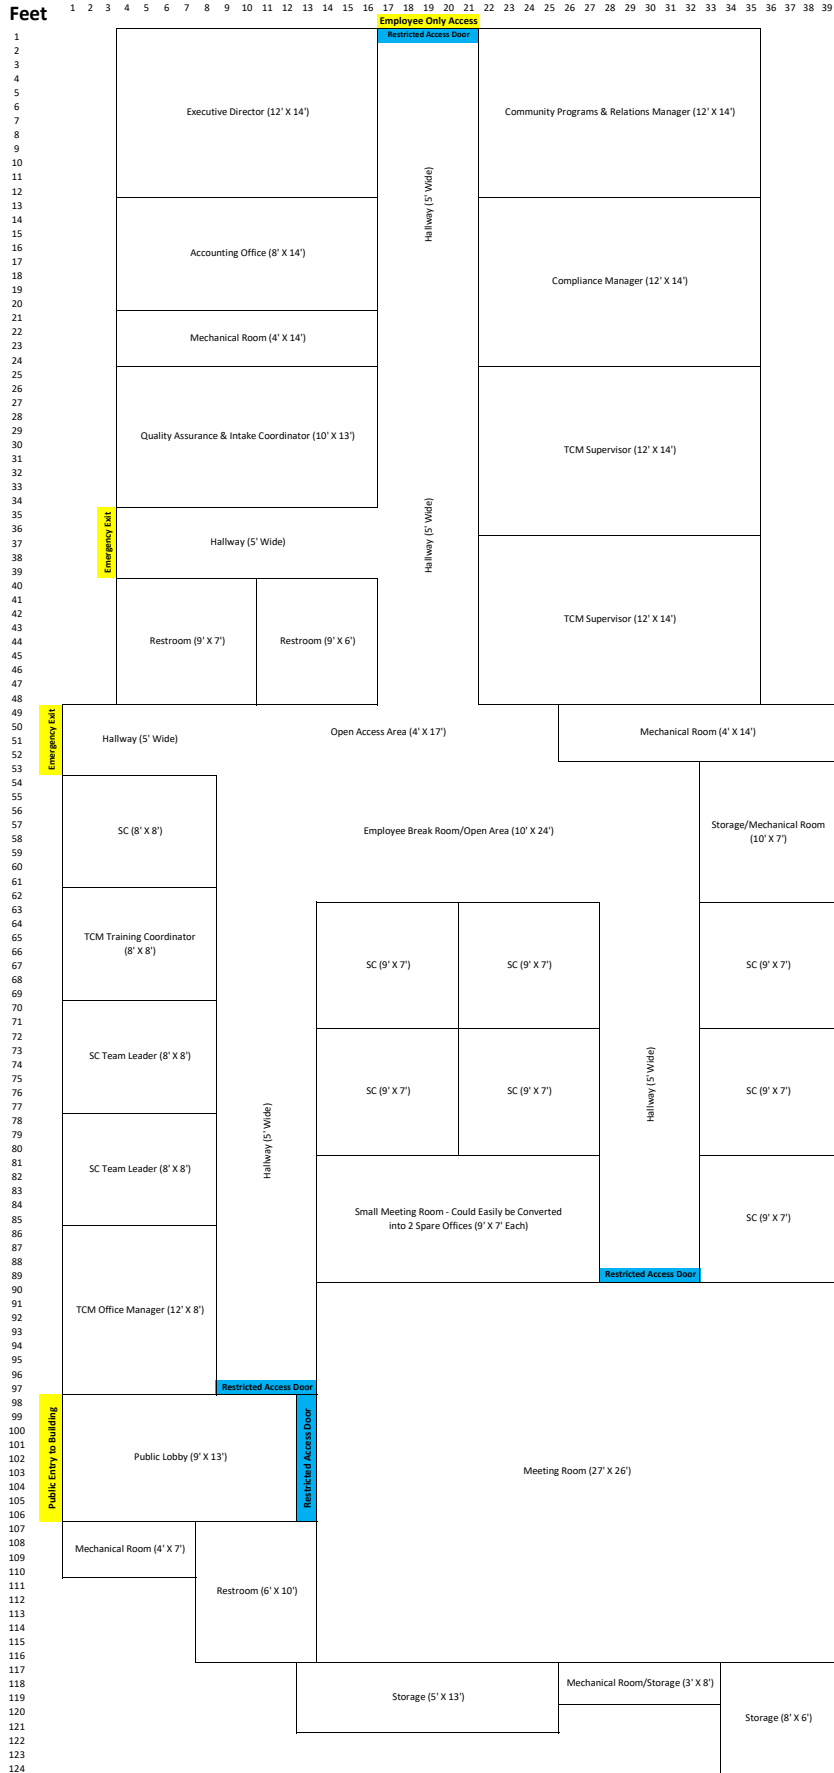 Feet
1 2 3 4 5 6 7 8 9 10 11 12 13 14 15 16 17 18 19 20 21 22 23 24 25 26 27 28 29 30 31 32 33 34 35 36 37 38 39
Employee Only Access
Restricted Access Door
1
2
3
4
5
6
7
8
9
10
11
12
13
14
15
16
17
18
19
20
21
22
23
24
25
26
27
28
29
30
31
32
33
34
35
36
37
38
39
40
41
42
43
44
45
46
47
48
49
50
51
52
53
54
55
56
57
58
59
60
61
62
63
64
65
66
67
68
69
70
71
72
73
74
75
76
77
78
79
80
81
82
83
84
85
86
87
88
89
90
91
92
93
94
95
96
97
98
99
100
101
102
103
104
105
106
107
108
109
110
111
112
113
114
115
116
117
118
119
120
121
122
123
124
Executive Director (12' X 14')
Community Programs & Relations Manager (12' X 14')
Hallway (5' Wide)
Accounting Office (8' X 14')
Compliance Manager (12' X 14')
Mechanical Room (4' X 14')
Quality Assurance & Intake Coordinator (10' X 13')
TCM Supervisor (12' X 14')
Emergency Exit
Hallway (5' Wide)
Hallway (5' Wide)
Restroom (9' X 7')
Restroom (9' X 6')
TCM Supervisor (12' X 14')
Emergency Exit
Hallway (5' Wide)
Open Access Area (4' X 17')
Mechanical Room (4' X 14')
SC (8' X 8')
Employee Break Room/Open Area (10' X 24')
Storage/Mechanical Room
(10' X 7')
TCM Training Coordinator
(8' X 8')
SC (9' X 7')
SC (9' X 7')
SC (9' X 7')
SC Team Leader (8' X 8')
SC (9' X 7')
SC (9' X 7')
Hallway (5' Wide)
SC (9' X 7')
Hallway (5' Wide)
SC Team Leader (8' X 8')
Small Meeting Room - Could Easily be Converted
into 2 Spare Offices (9' X 7' Each)
SC (9' X 7')
Restricted Access Door
TCM Office Manager (12' X 8')
Restricted Access Door
Public Entry to Building
Public Lobby (9' X 13')
Restricted Access Door
Meeting Room (27' X 26')
Mechanical Room (4' X 7')
Restroom (6' X 10')
Storage (5' X 13')
Mechanical Room/Storage (3' X 8')
Storage (8' X 6')